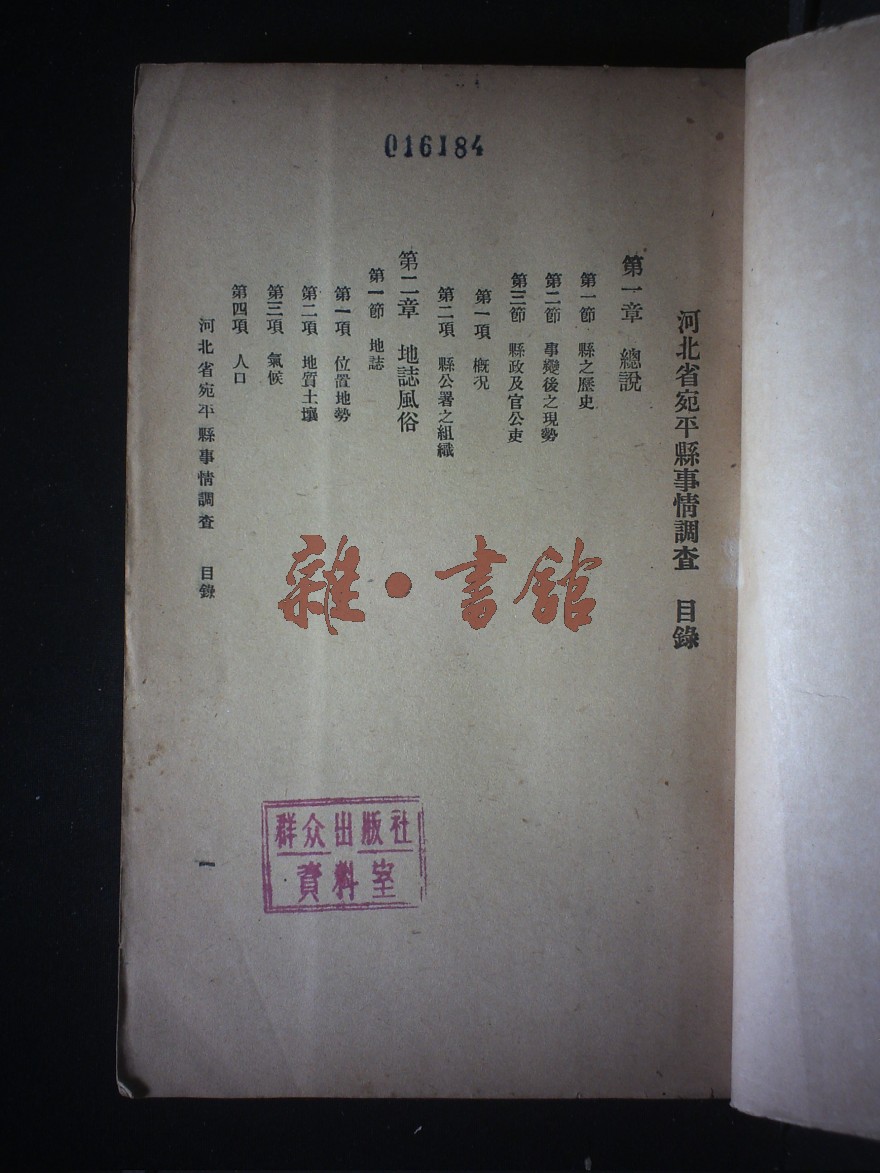 016184
河北省宛平縣事情調查 目錄
第一章 總說
第一節 縣之歷史
第二節 事變後之現勢
第三節 縣政及官公吏
第一項 概况
第二項 縣公署之組織
第二章 地誌風俗
第一節 地誌
第一項 位置地勢
第二項 地質土壤
第三項 氣候
第四項 人口
河北省宛平縣事情調查 目錄
一
雜·書館
群众出版社
資料室